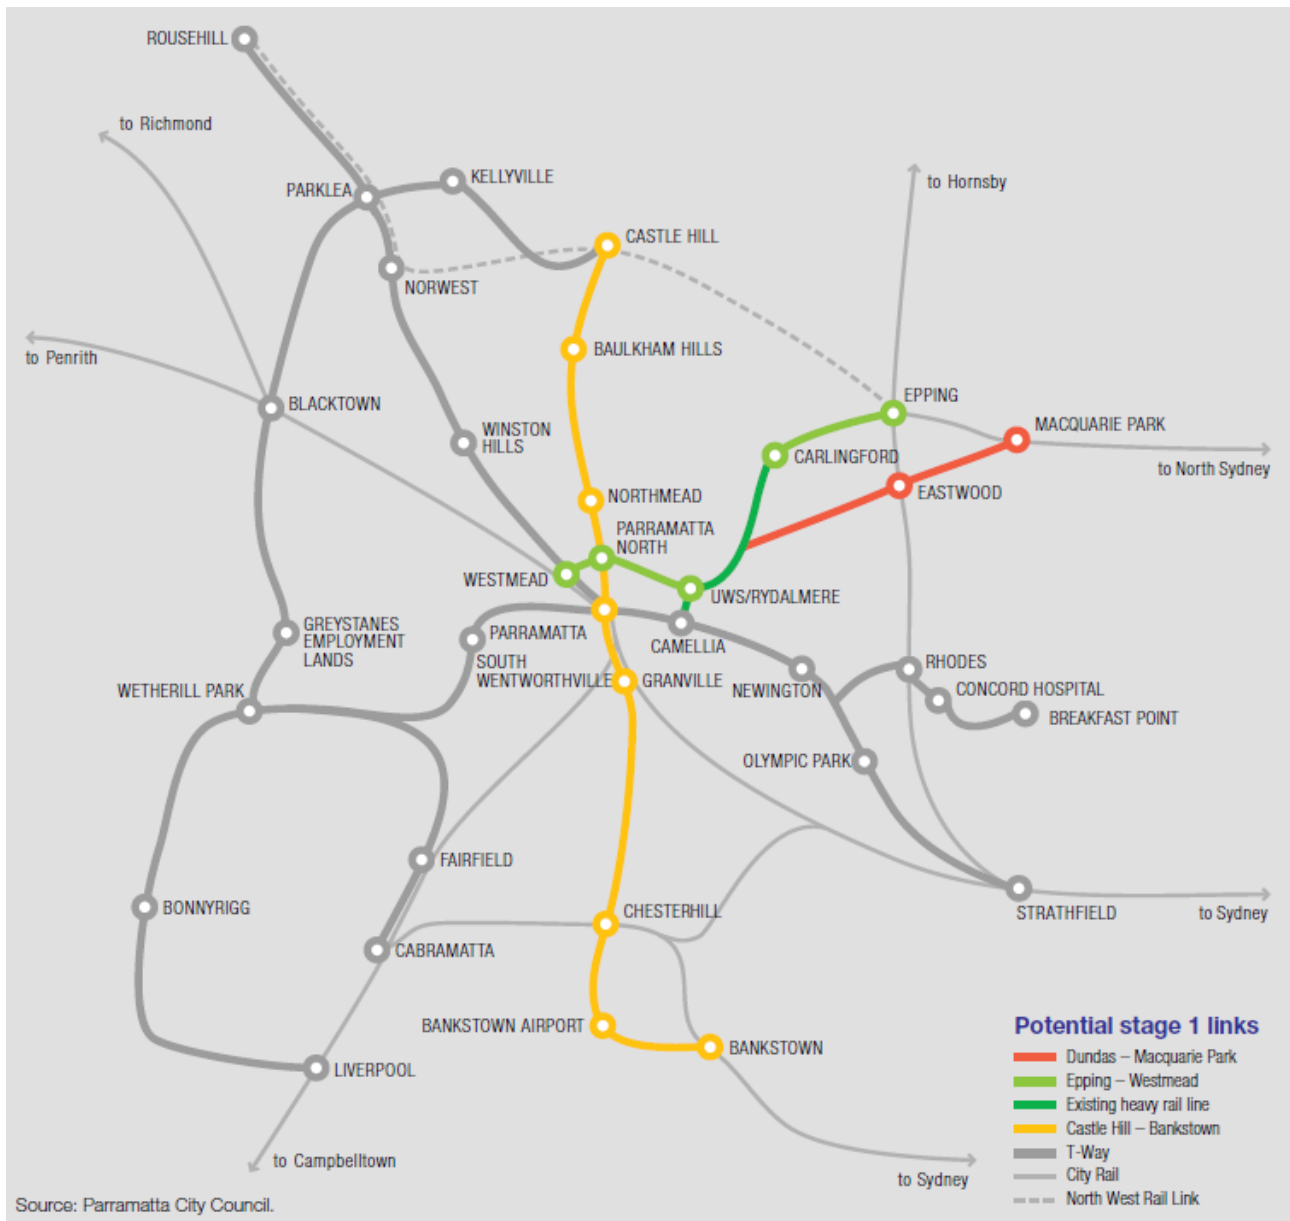 ROUSEHILL
to Richmond
PARKLEA
KELLYVILLE
to Hornsby
CASTLE HILL
NORWEST
to Penrith
BAULKHAM HILLS
BLACKTOWN
EPPING
MACQUARIE PARK
WINSTON
HILLS
CARLINGFORD
to North Sydney
EASTWOOD
NORTHMEAD
PARRAMATTA
NORTH
WESTMEAD
UWS/RYDALMERE
GREYSTANES
EMPLOYMENT
LANDS
PARRAMATTA
CAMELLIA
SOUTH
WENTWORTHVILLE
GRANVILLE
WETHERILL PARK
NEWINGTON
RHODES
CONCORD HOSPITAL
BREAKFAST POINT
OLYMPIC PARK
FAIRFIELD
BONNYRIGG
CHESTERHILL
STRATHFIELD
to Sydney
CABRAMATTA
BANKSTOWN AIRPORT
BANKSTOWN
LIVERPOOL
to Campbelltown
to Sydney
Potential stage 1 links
Dundas – Macquarie Park
Epping – Westmead
Existing heavy rail line
Castle Hill – Bankstown
T-Way
City Rail
North West Rail Link
Source: Parramatta City Council.